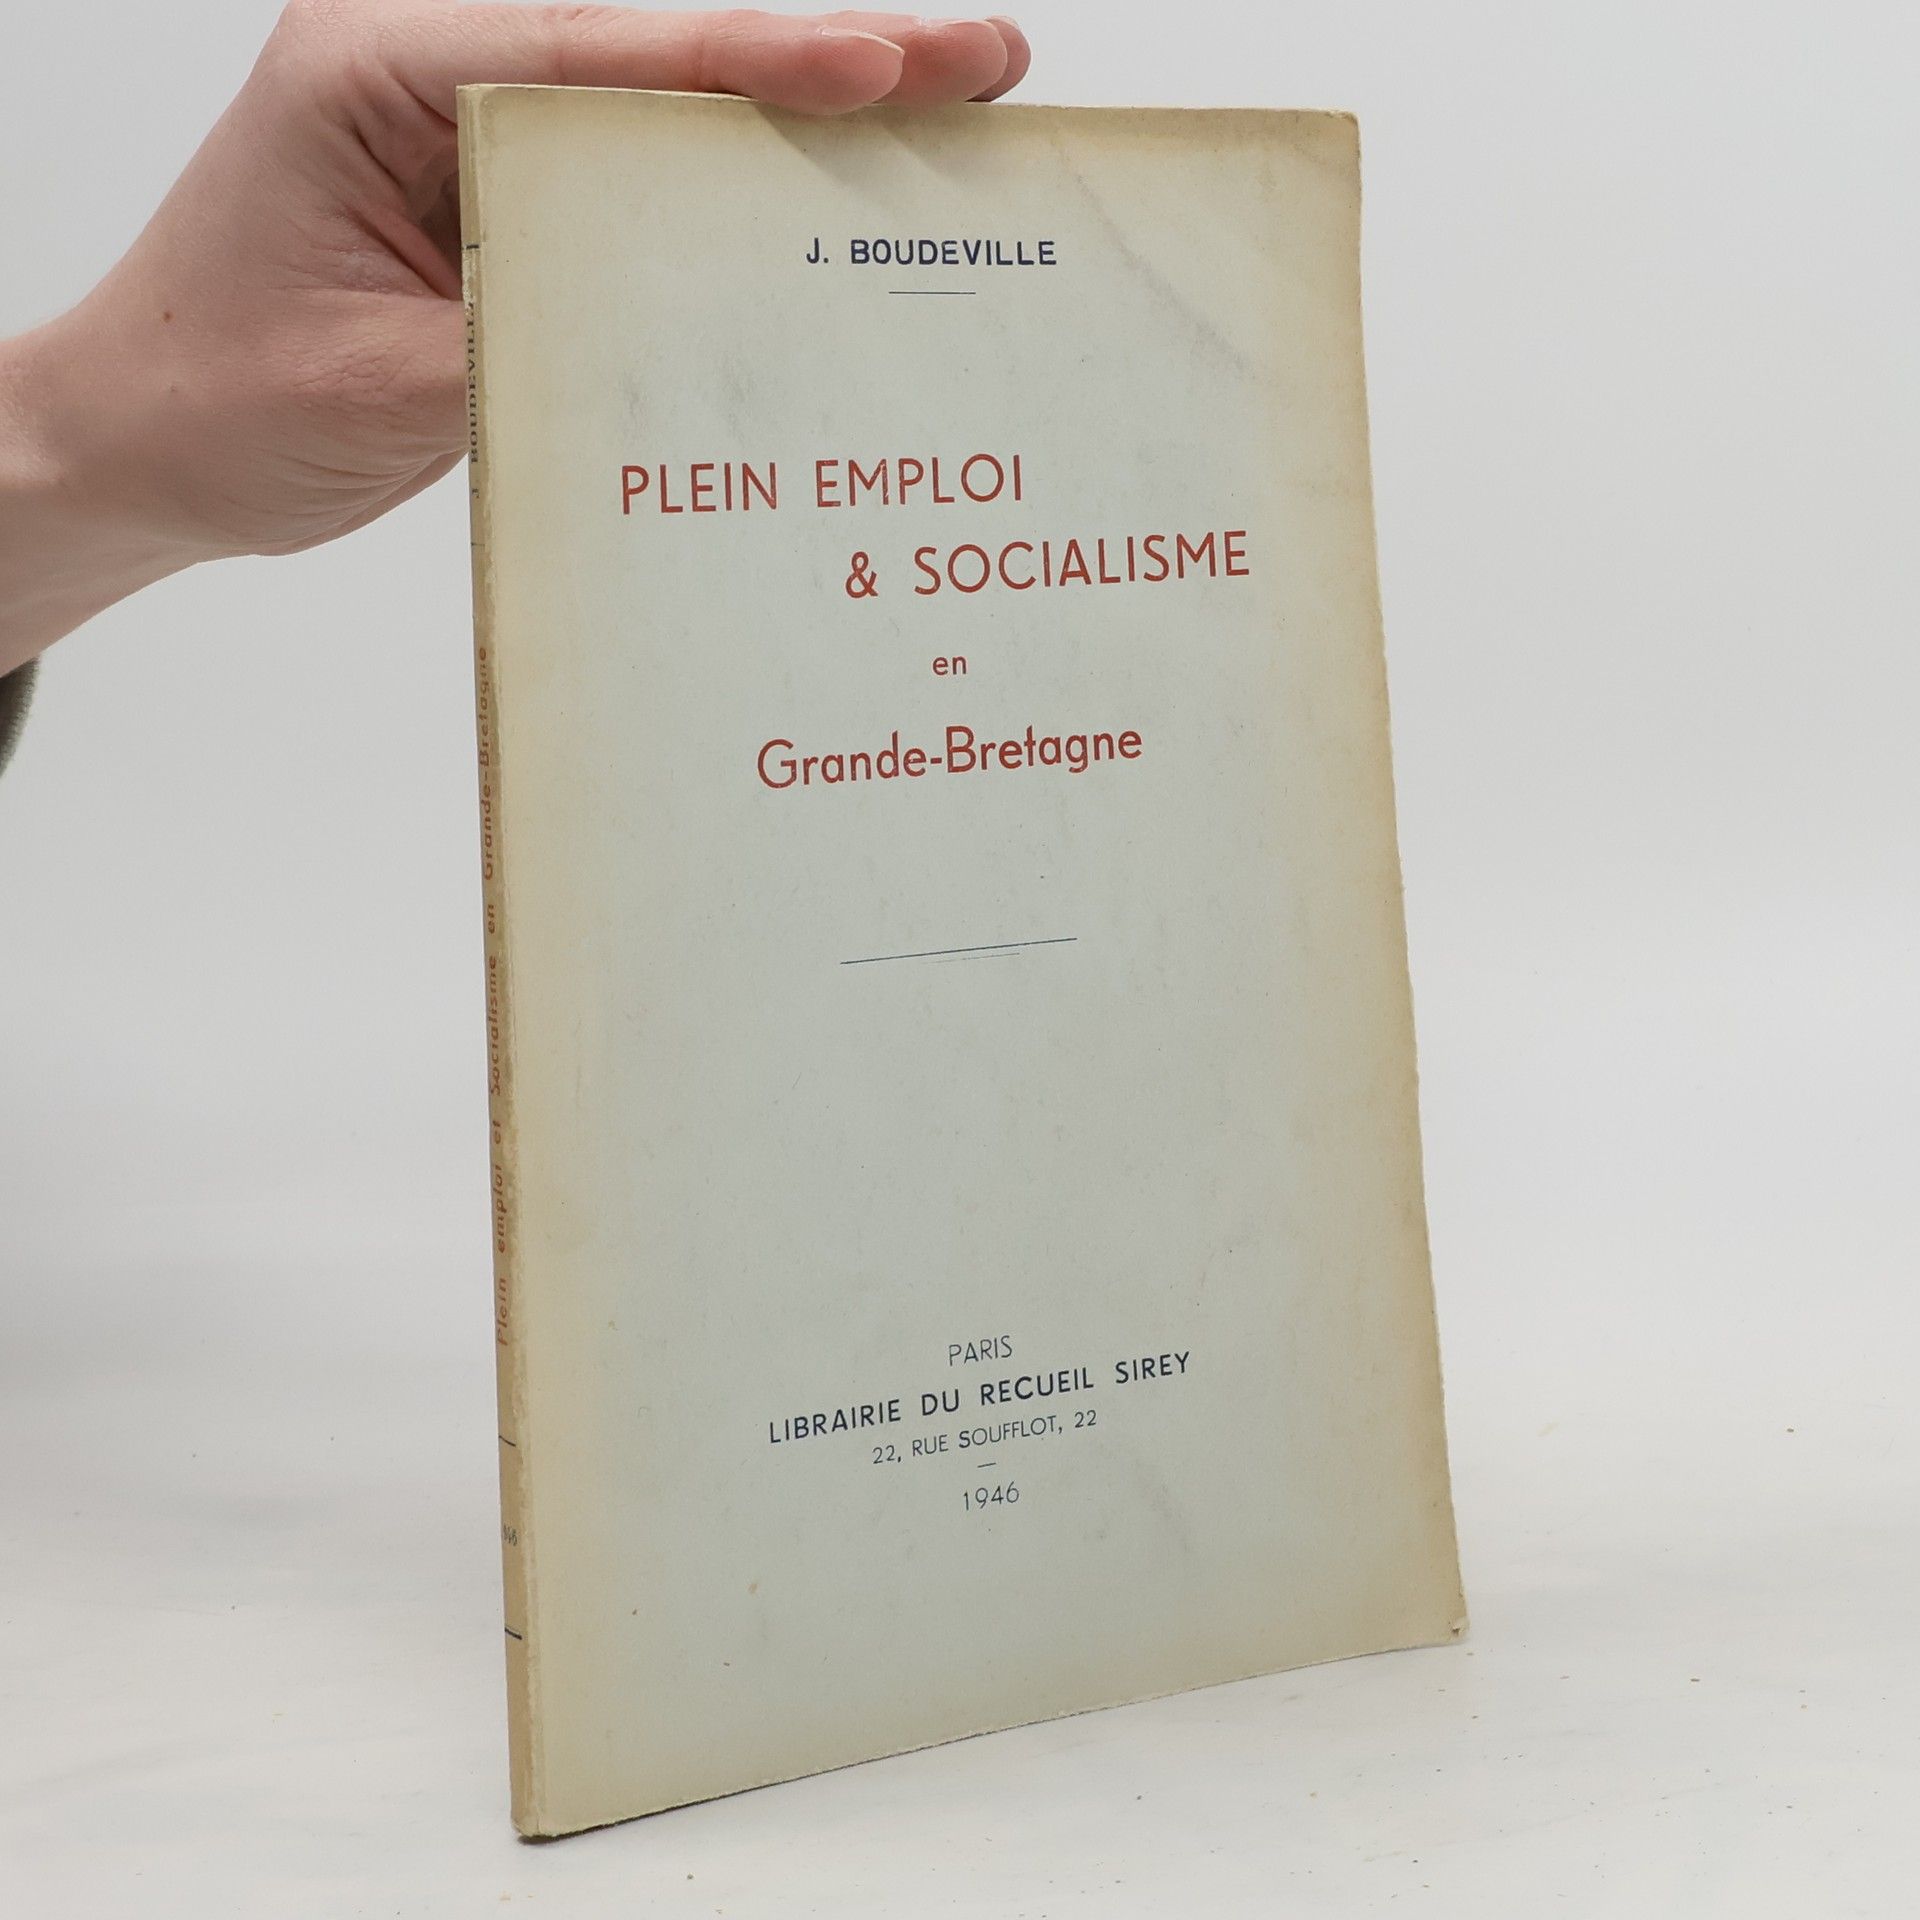 J. BOUDEVILLE
PLEIN EMPLOI
& SOCIALISME
en
Grande-Bretagne
PARIS
LIBRAIRIE DU RECUEIL SIREY
22, RUE SOUFFLOT, 22
1946
J BOUDEVILLE
Plein emploi et Socialisme en Grande-Bretagne